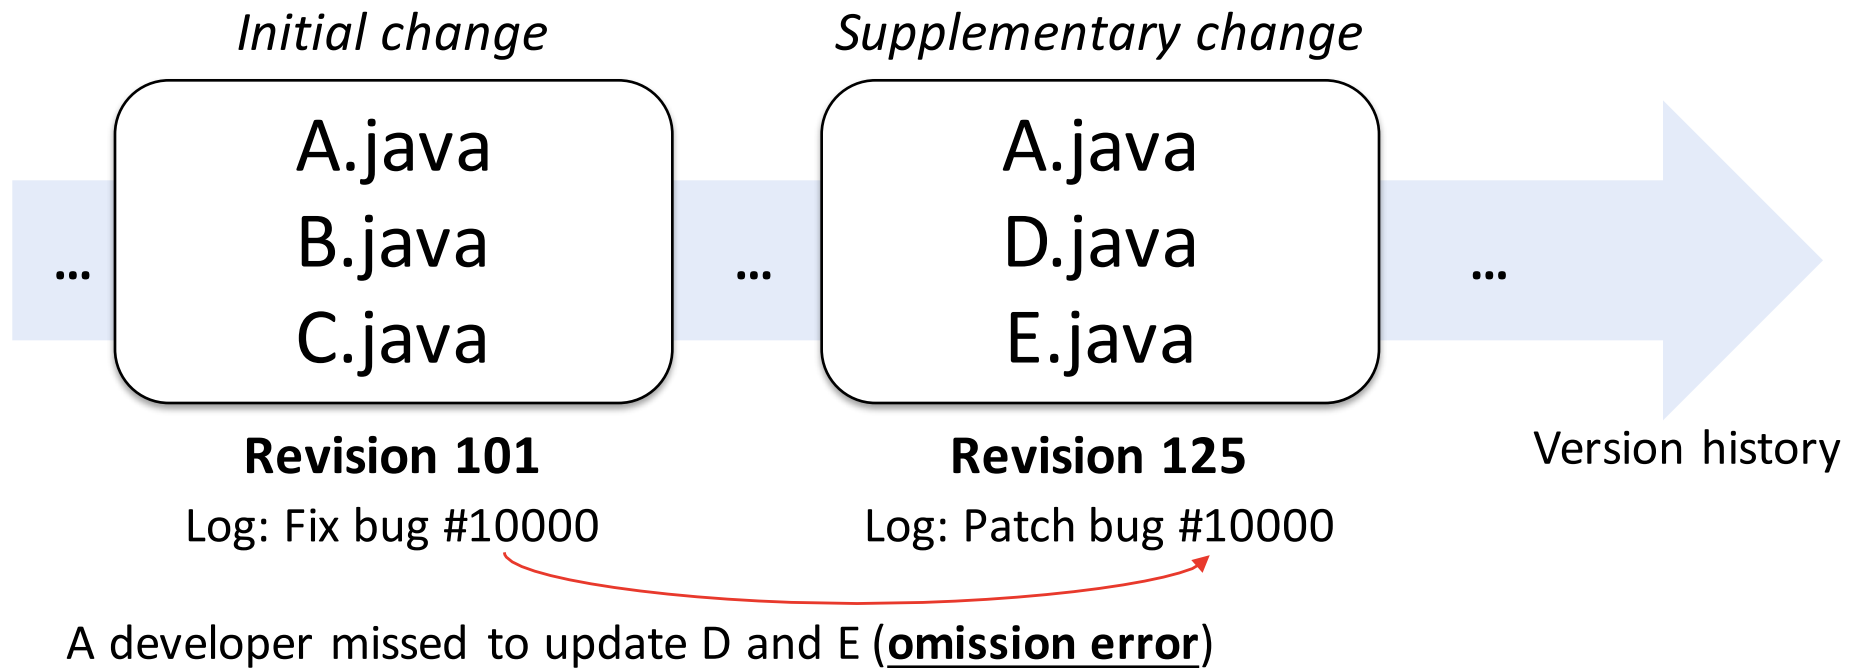 Initial change
Supplementary change
A.java
B.java
C.java
A.java
D.java
E.java
...
...
...
Revision 101
Revision 125
Version history
Log: Fix bug #10000
Log: Patch bug #10000
A developer missed to update D and E (omission error)